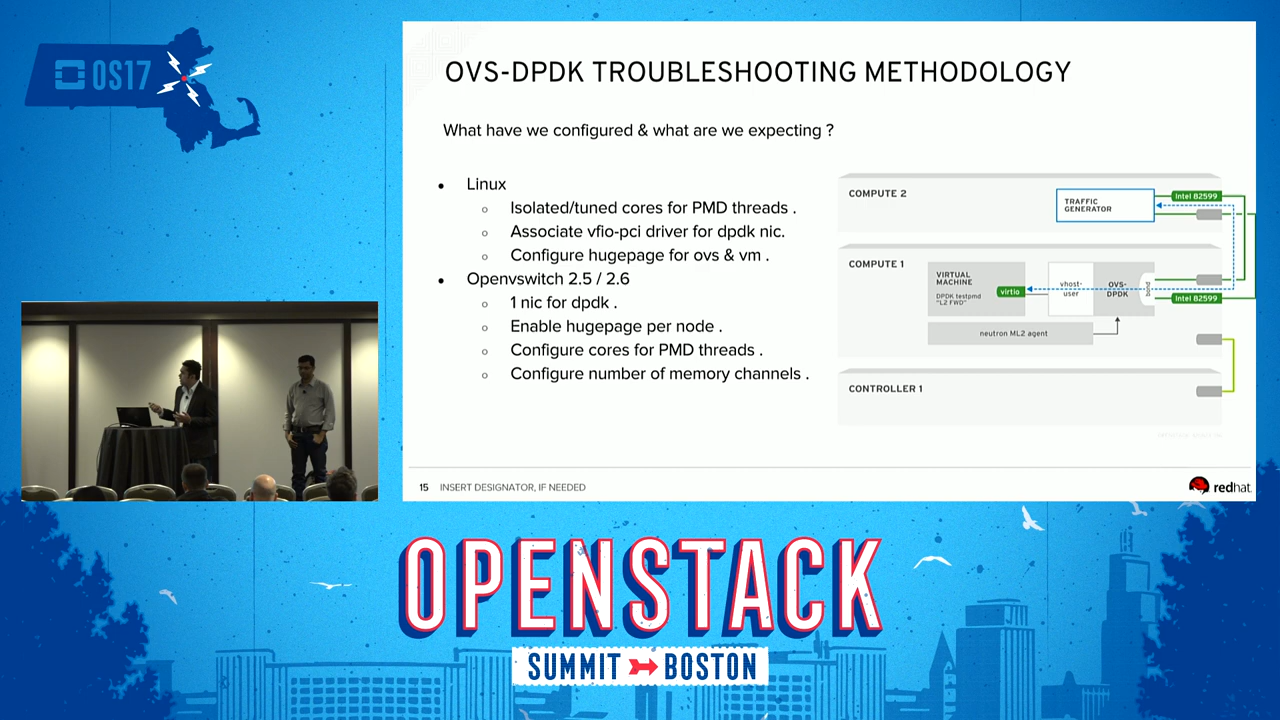 OS17
OVS-DPDK TROUBLESHOOTING METHODOLOGY
What have we configured & what are we expecting ?
● Linux
○ Isolated/tuned cores for PMD threads .
○ Associate vfio-pci driver for dpdk nic.
○ Configure hugepage for ovs & vm .
● Openvswitch 2.5 / 2.6
○ 1 nic for dpdk .
○ Enable hugepage per node .
○ Configure cores for PMD threads .
○ Configure number of memory channels .
COMPUTE 2
TRAFFIC
GENERATOR
Intel 82599
COMPUTE 1
VIRTUAL
MACHINE
DPDK testpmd
"L2 FWD"
virtio
vhost-
user
OVS-
DPDK
Intel 82599
neutron ML2 agent
CONTROLLER 1
15 INSERT DESIGNATOR, IF NEEDED
redhat.
OPENSTACK
SUMMIT BOSTON